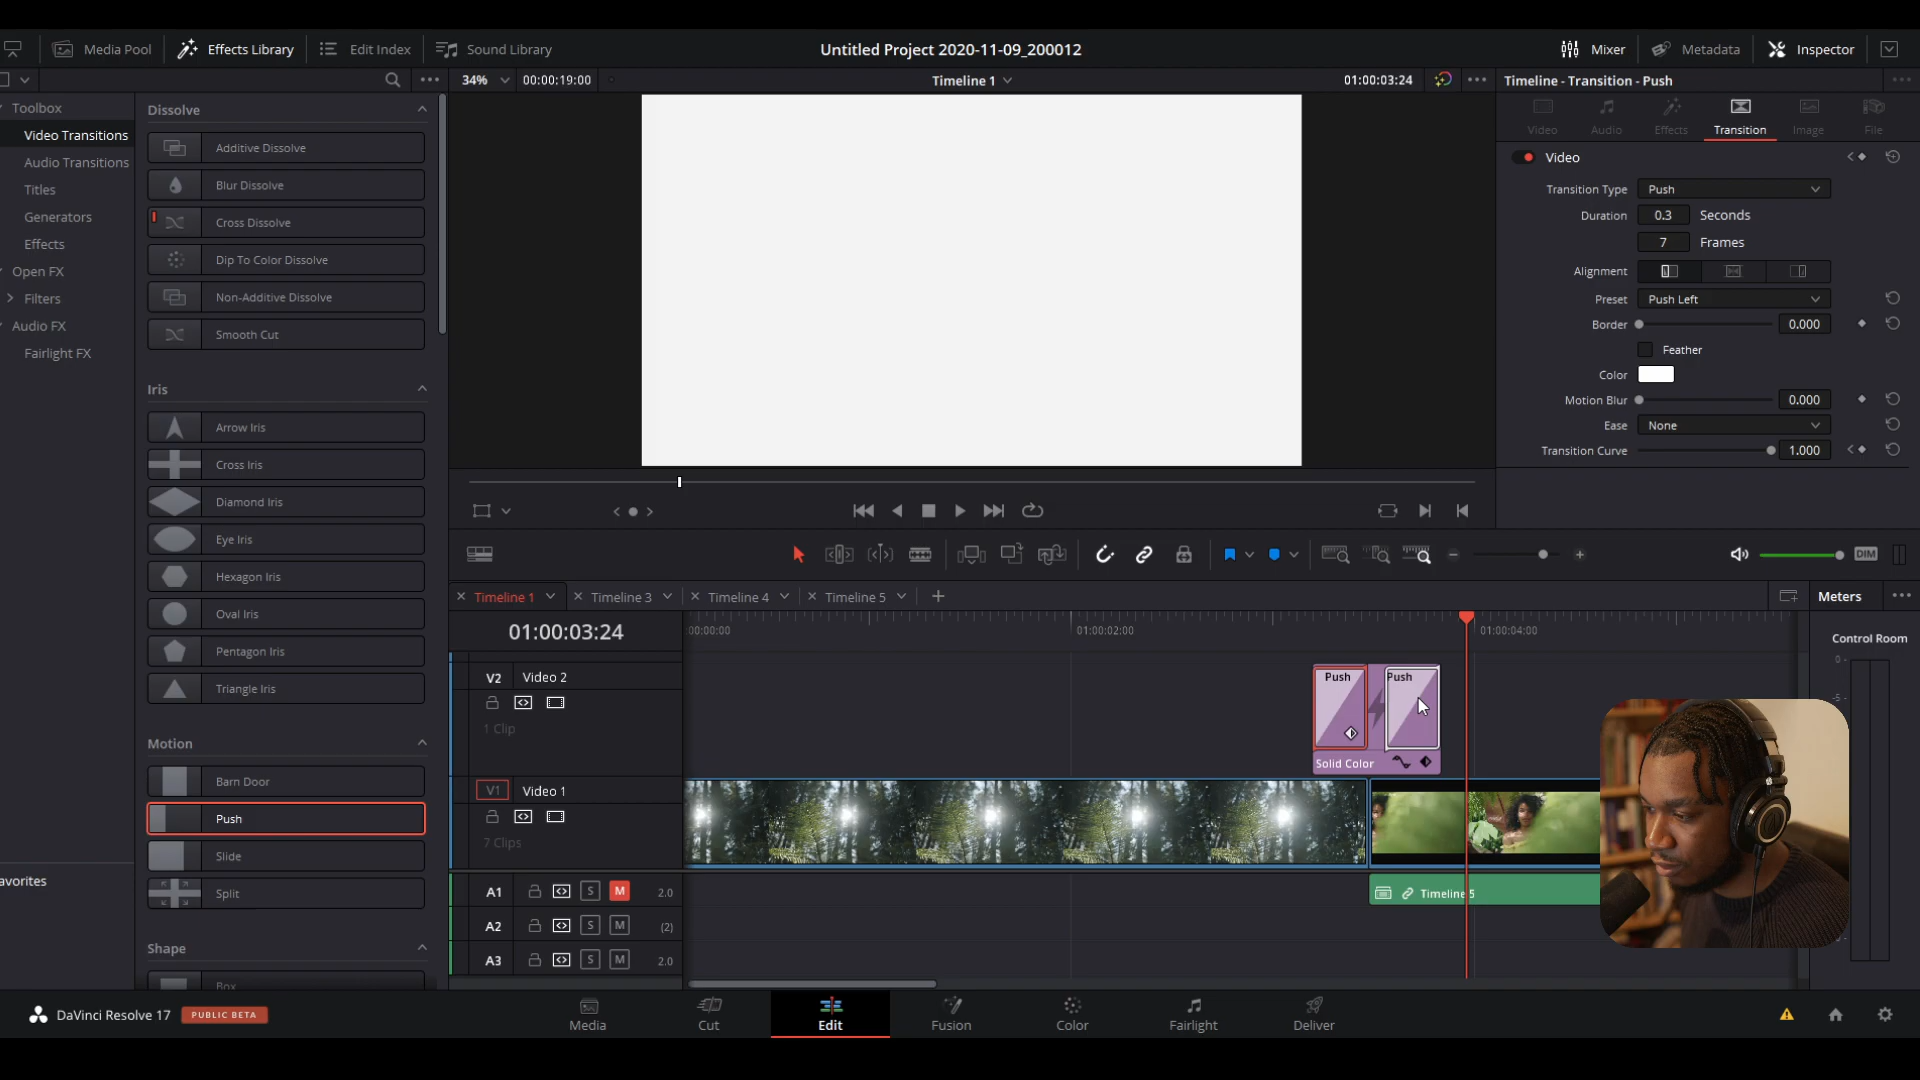 Media Pool Effects Library Edit Index Sound Library Untitled Project 2020-11-09_200012 Mixer Metadata Inspector
34% 00:00:19:00 Timeline 1 01:00:03:24 Timeline - Transition - Push
Toolbox
Video Transitions
Audio Transitions
Titles
Generators
Effects
Open FX
Filters
Audio FX
Fairlight FX
avorites
Dissolve
Additive Dissolve
Blur Dissolve
Cross Dissolve
Dip To Color Dissolve
Non-Additive Dissolve
Smooth Cut
Iris
Arrow Iris
Cross Iris
Diamond Iris
Eye Iris
Hexagon Iris
Oval Iris
Pentagon Iris
Triangle Iris
Motion
Barn Door
Push
Slide
Split
Shape
Box
Video Audio Effects Transition Image File
Video
Transition Type Push
Duration 0.3 Seconds
7 Frames
Alignment
Preset Push Left
Border 0.000
Feather
Color
Motion Blur 0.000
Ease None
Transition Curve 1.000
DIM
Timeline 1 Timeline 3 Timeline 4 Timeline 5 Meters
01:00:03:24 00:00:00 01:00:02:00 01:00:04:00 Control Room
V2 Video 2 Push Push
1 Clip
Solid Color
V1 Video 1
7 Clips
A1 S M 2.0 Timeline 5
A2 S M (2)
A3 S M 2.0
0
-5
DaVinci Resolve 17 PUBLIC BETA Media Cut Edit Fusion Color Fairlight Deliver